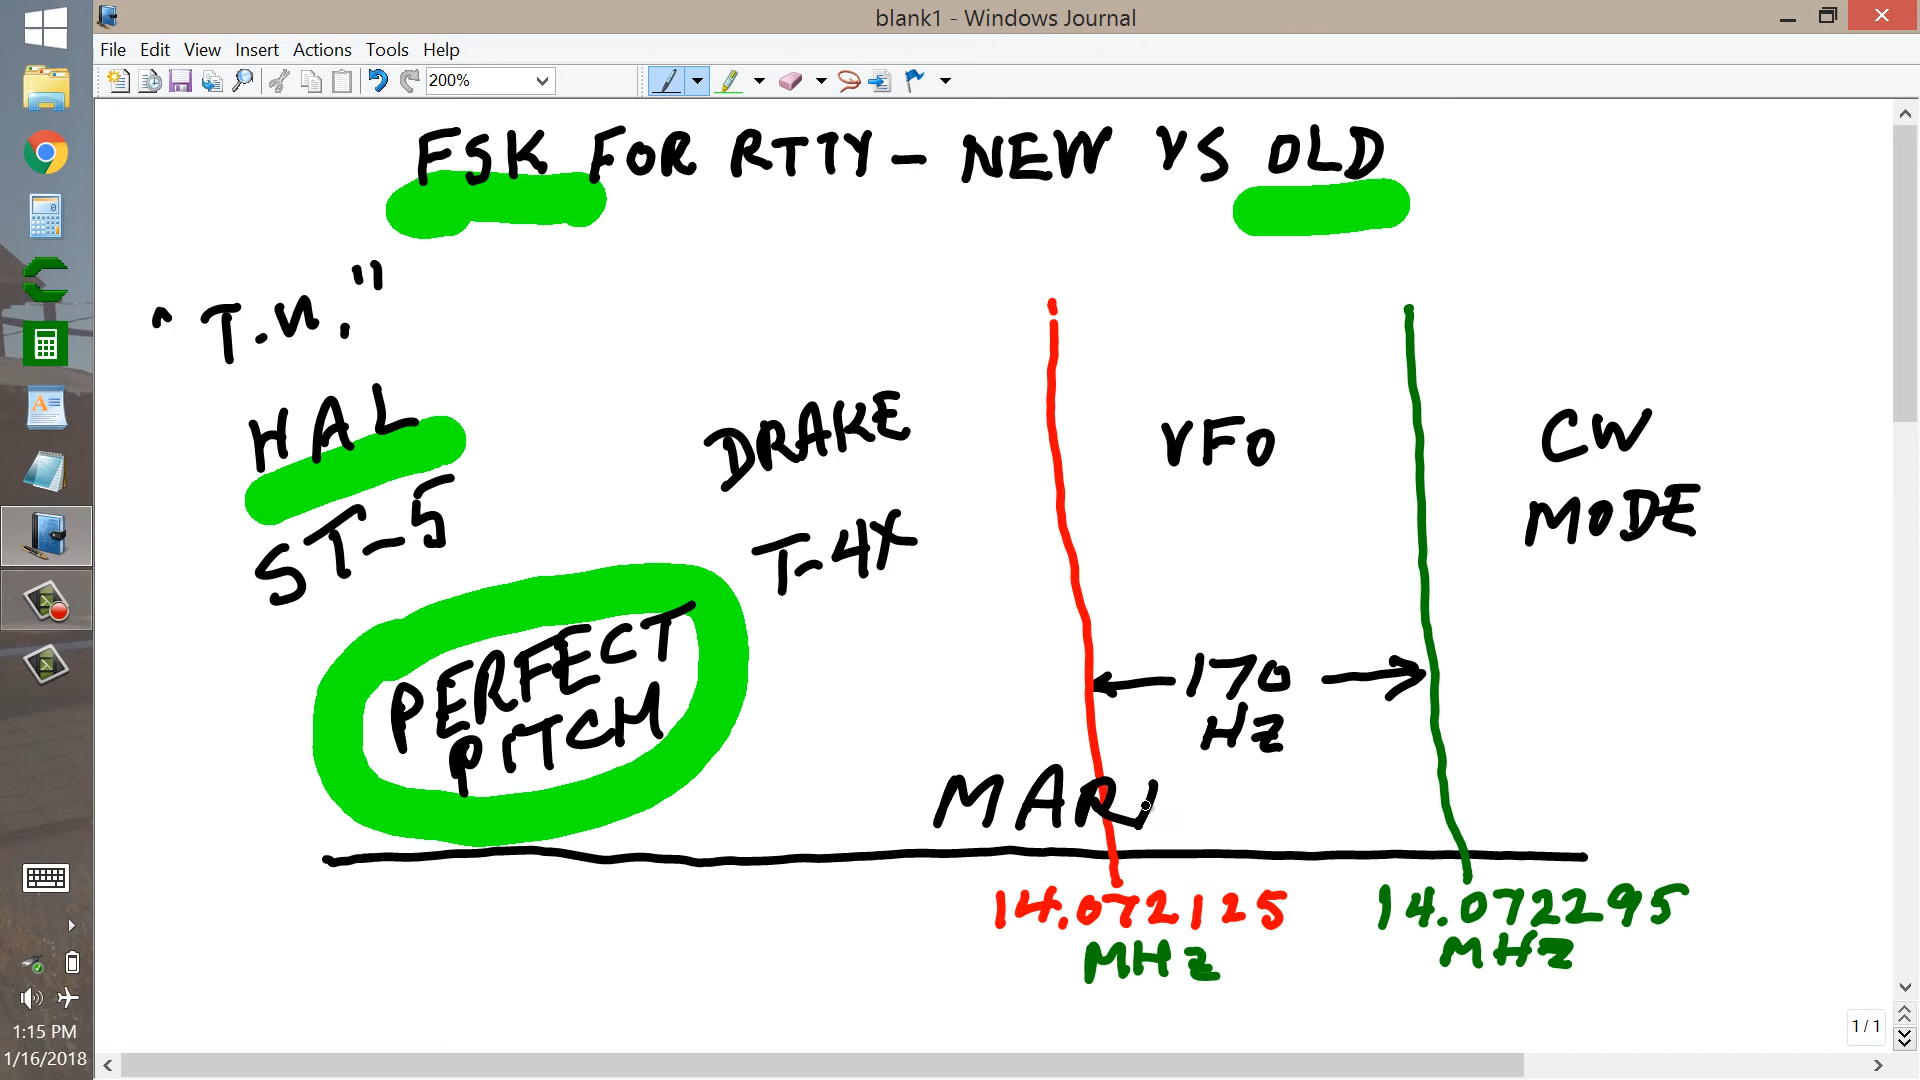 blank1 - Windows Journal
File Edit View Insert Actions Tools Help
200%
FSK FOR RTTY - NEW VS OLD
HAL
ST-5
DRAKE
T-4X
VFO
CW
MODE
PERFECT
PITCH
170
HZ
MAR
14.072125
MHZ
14.072295
MHZ
1 / 1
1:15 PM
1/16/2018